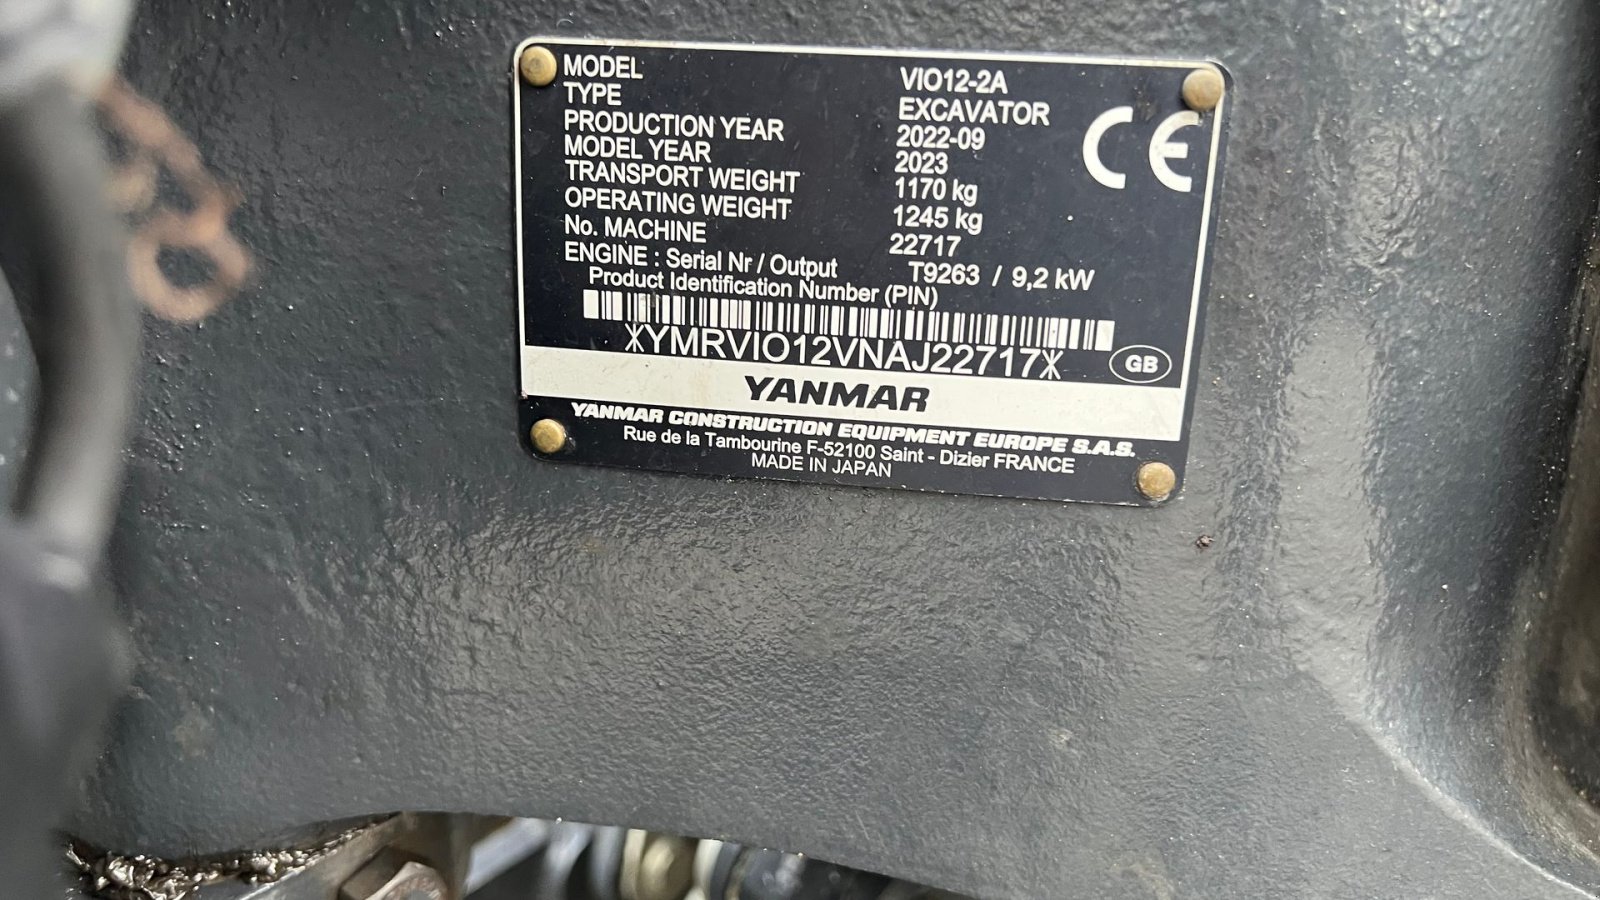 MODEL VIO12-2A
TYPE EXCAVATOR
PRODUCTION YEAR 2022-09
MODEL YEAR 2023
TRANSPORT WEIGHT 1170 kg
OPERATING WEIGHT 1245 kg
No. MACHINE 22717
ENGINE : Serial Nr / Output T9263 / 9,2 kW
Product Identification Number (PIN)
*YMRVIO12VNAJ22717*
CE
GB
YANMAR
YANMAR CONSTRUCTION EQUIPMENT EUROPE S.A.S.
Rue de la Tambourine F-52100 Saint - Dizier FRANCE
MADE IN JAPAN